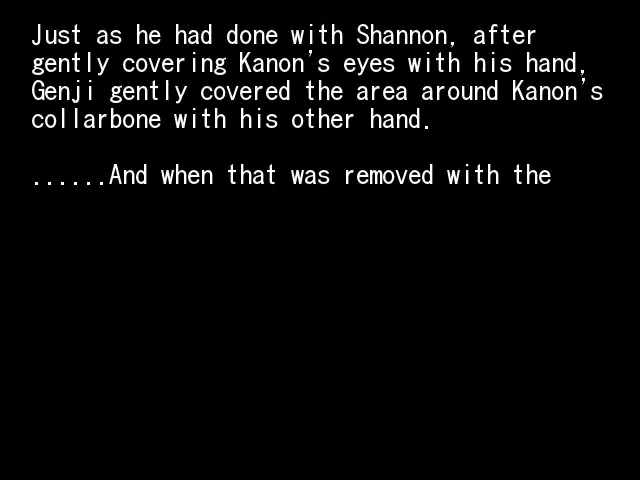 Just as he had done with Shannon, after
gently covering Kanon's eyes with his hand,
Genji gently covered the area around Kanon's
collarbone with his other hand.
......And when that was removed with the